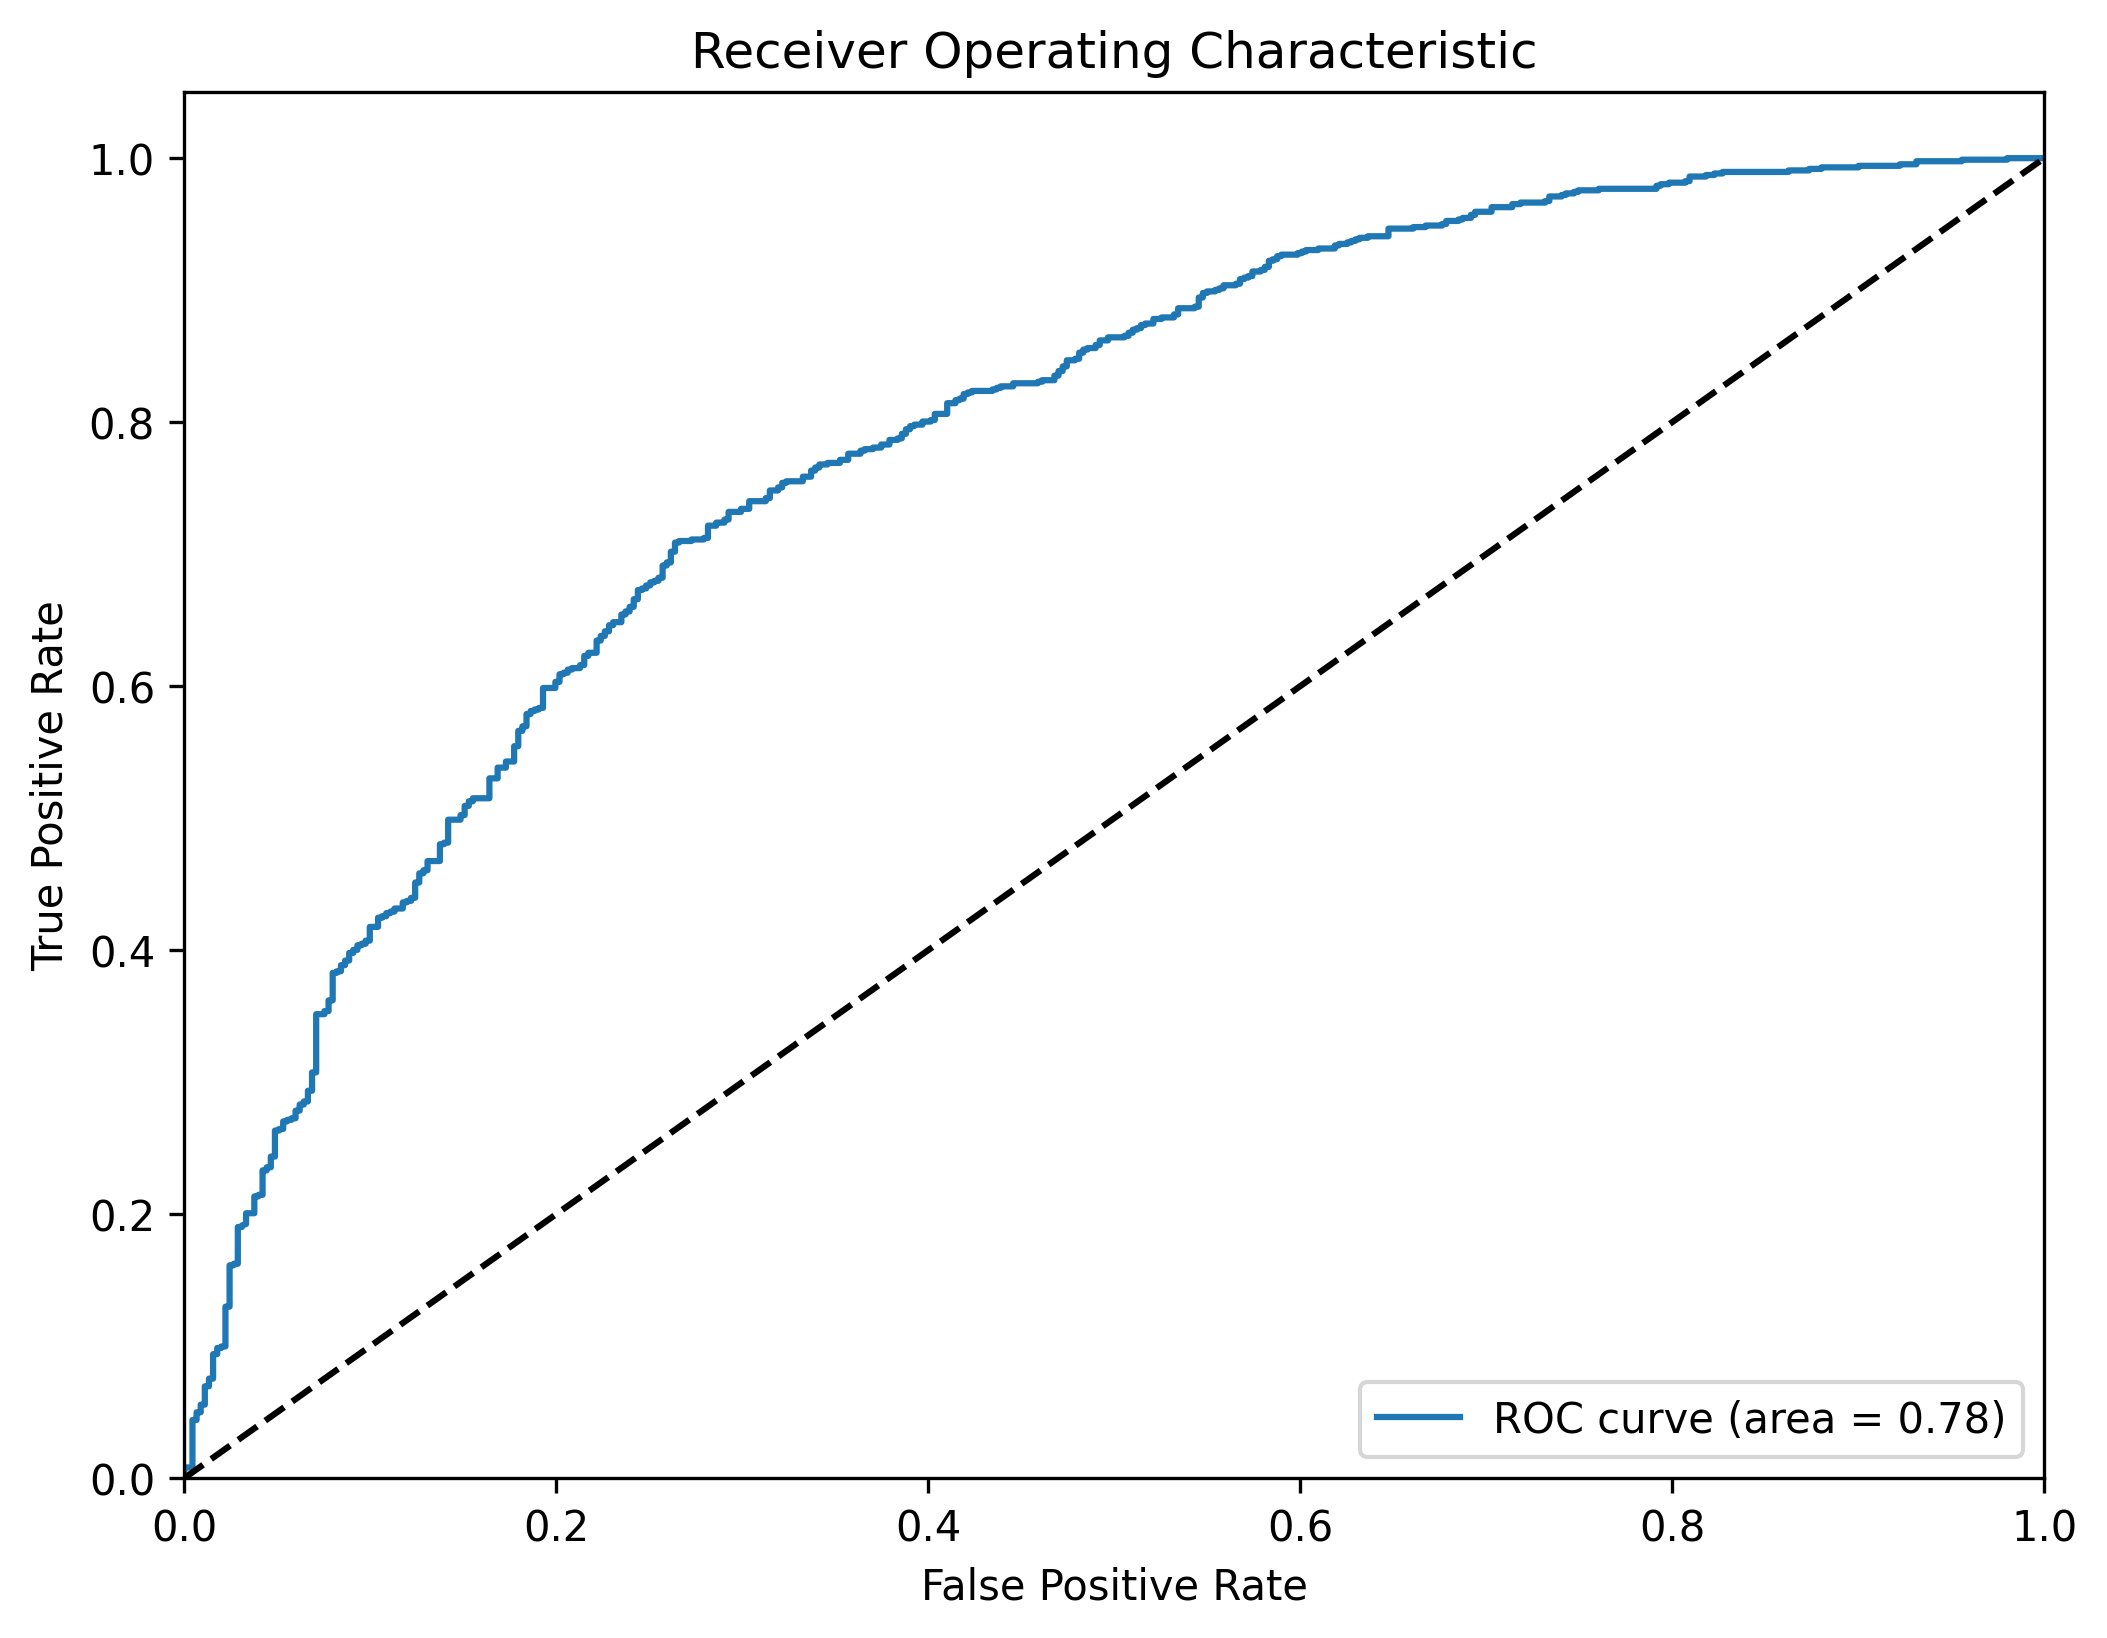 Receiver Operating Characteristic
1.0
0.8
0.6
0.4
0.2
0.0
True Positive Rate
ROC curve (area = 0.78)
0.0 0.2 0.4 0.6 0.8 1.0
False Positive Rate